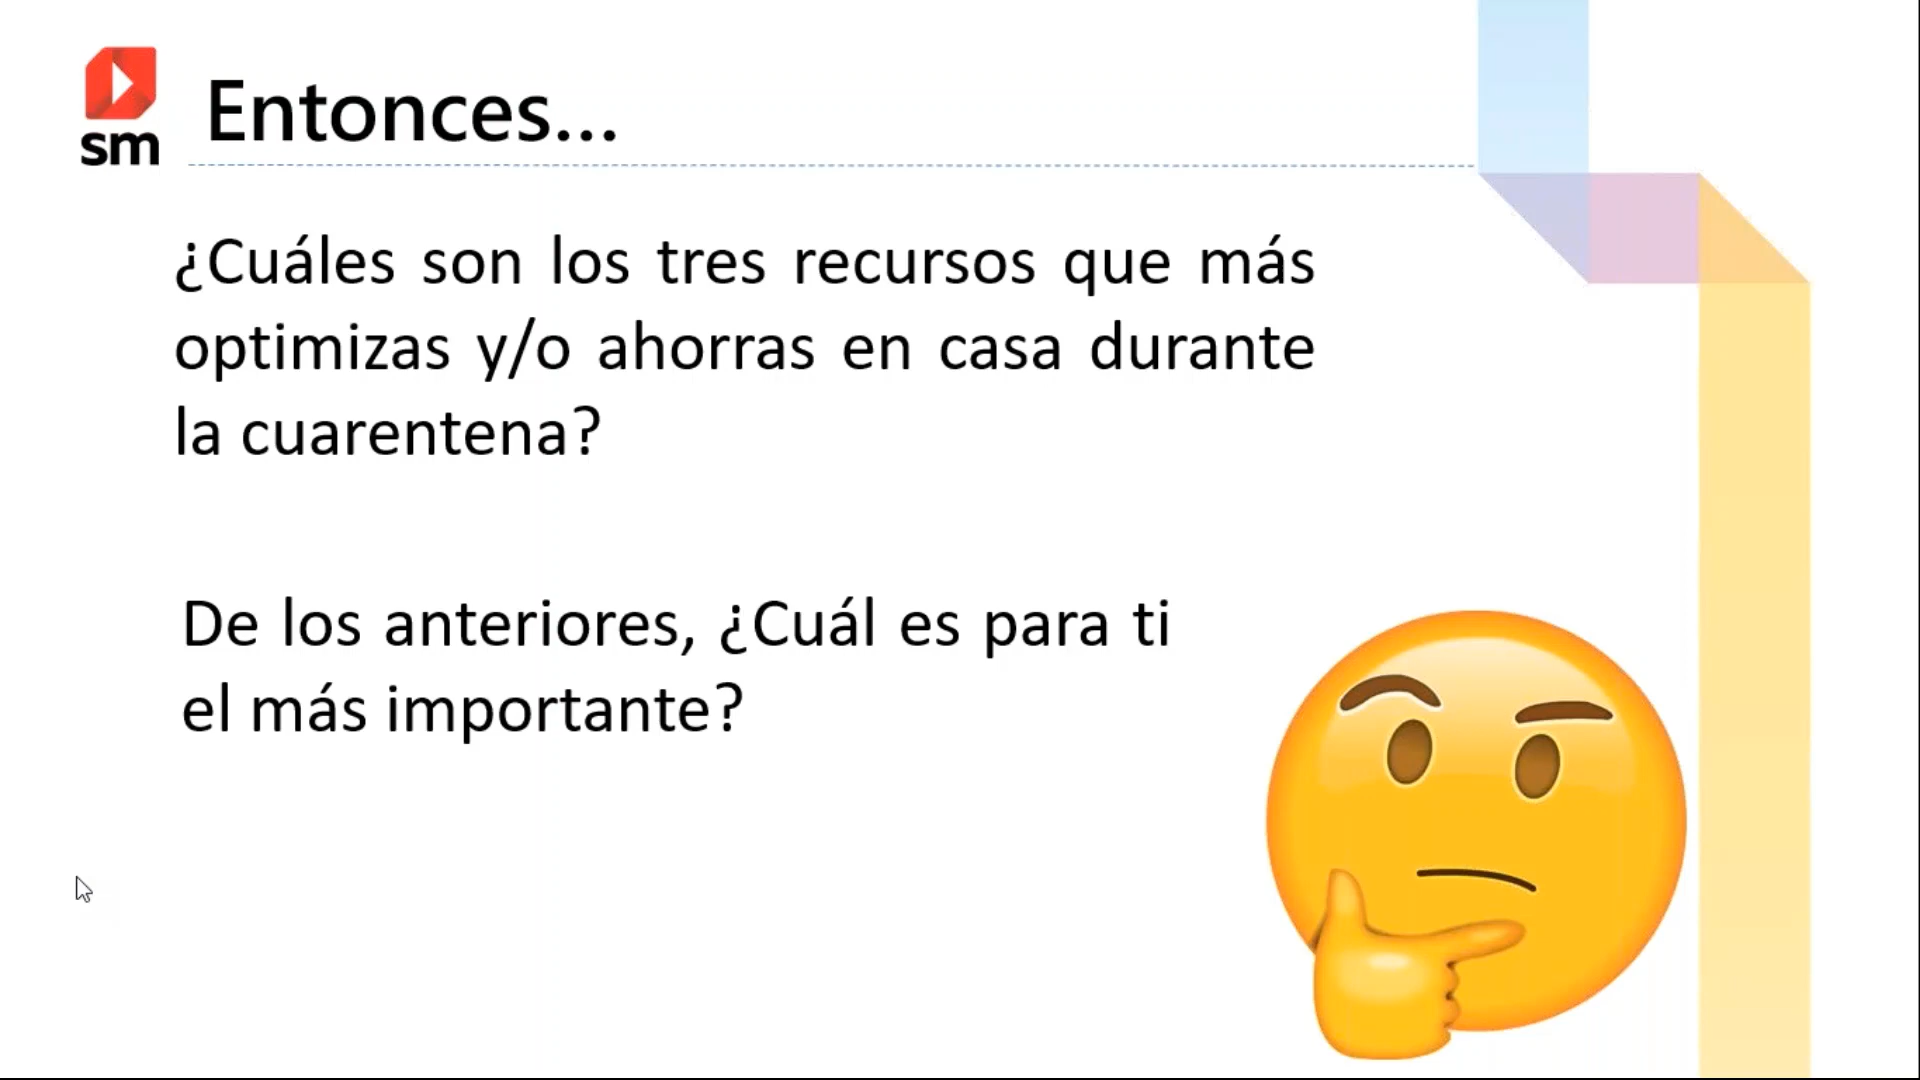 sm
Entonces...
¿Cuáles son los tres recursos que más
optimizas y/o ahorras en casa durante
la cuarentena?
De los anteriores, ¿Cuál es para ti
el más importante?